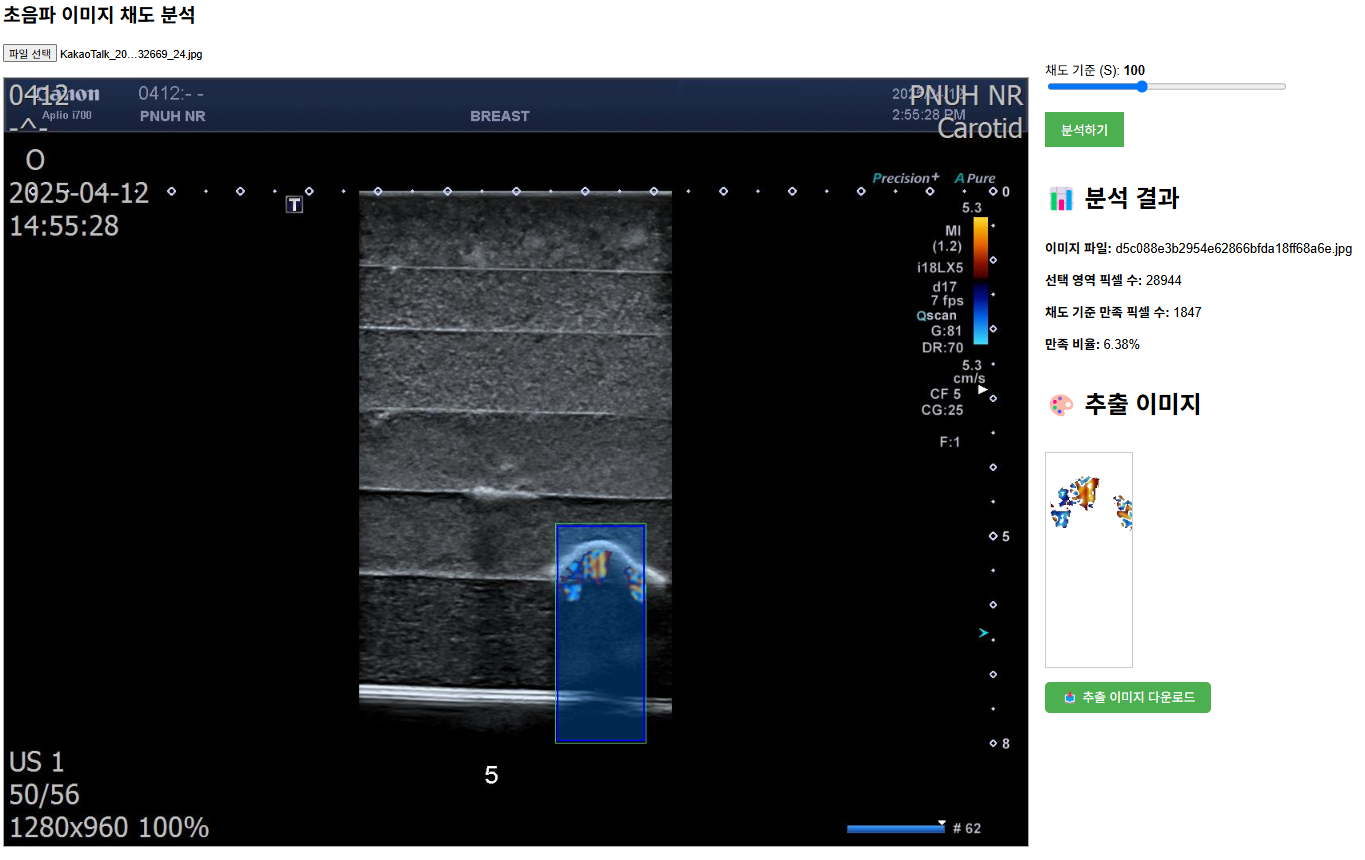 초음파 이미지 채도 분석
파일 선택 KakaoTalk_20…32669_24.jpg
0412
Canon
Aplio i700
-^-
0412:- -
PNUH NR
BREAST
2:55:28 PM
PNUH NR
Carotid
O
2025-04-12
14:55:28
T
Precision+ A Pure
0
5.3
MI
(1.2)
i18LX5
d17
7 fps
Qscan
G:81
DR:70
5.3
cm/s
CF 5
CG:25
F:1
5
8
US 1
50/56
1280x960 100%
5
# 62
채도 기준 (S): 100
분석하기
분석 결과
이미지 파일: d5c088e3b2954e62866bfda18ff68a6e.jpg
선택 영역 픽셀 수: 28944
채도 기준 만족 픽셀 수: 1847
만족 비율: 6.38%
추출 이미지
추출 이미지 다운로드